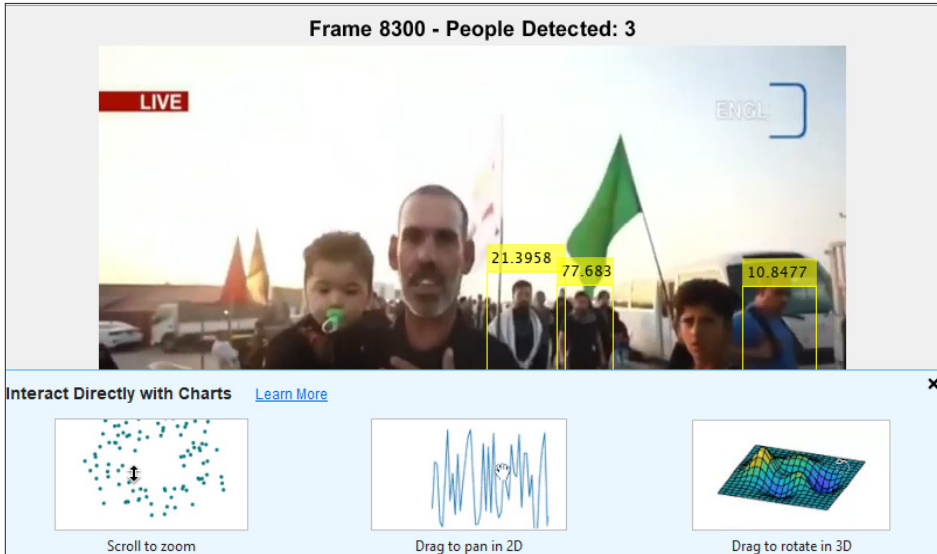 Frame 8300 - People Detected: 3
LIVE
ENGL
21.3958
77.683
10.8477
Interact Directly with Charts Learn More
Scroll to zoom
Drag to pan in 2D
Drag to rotate in 3D